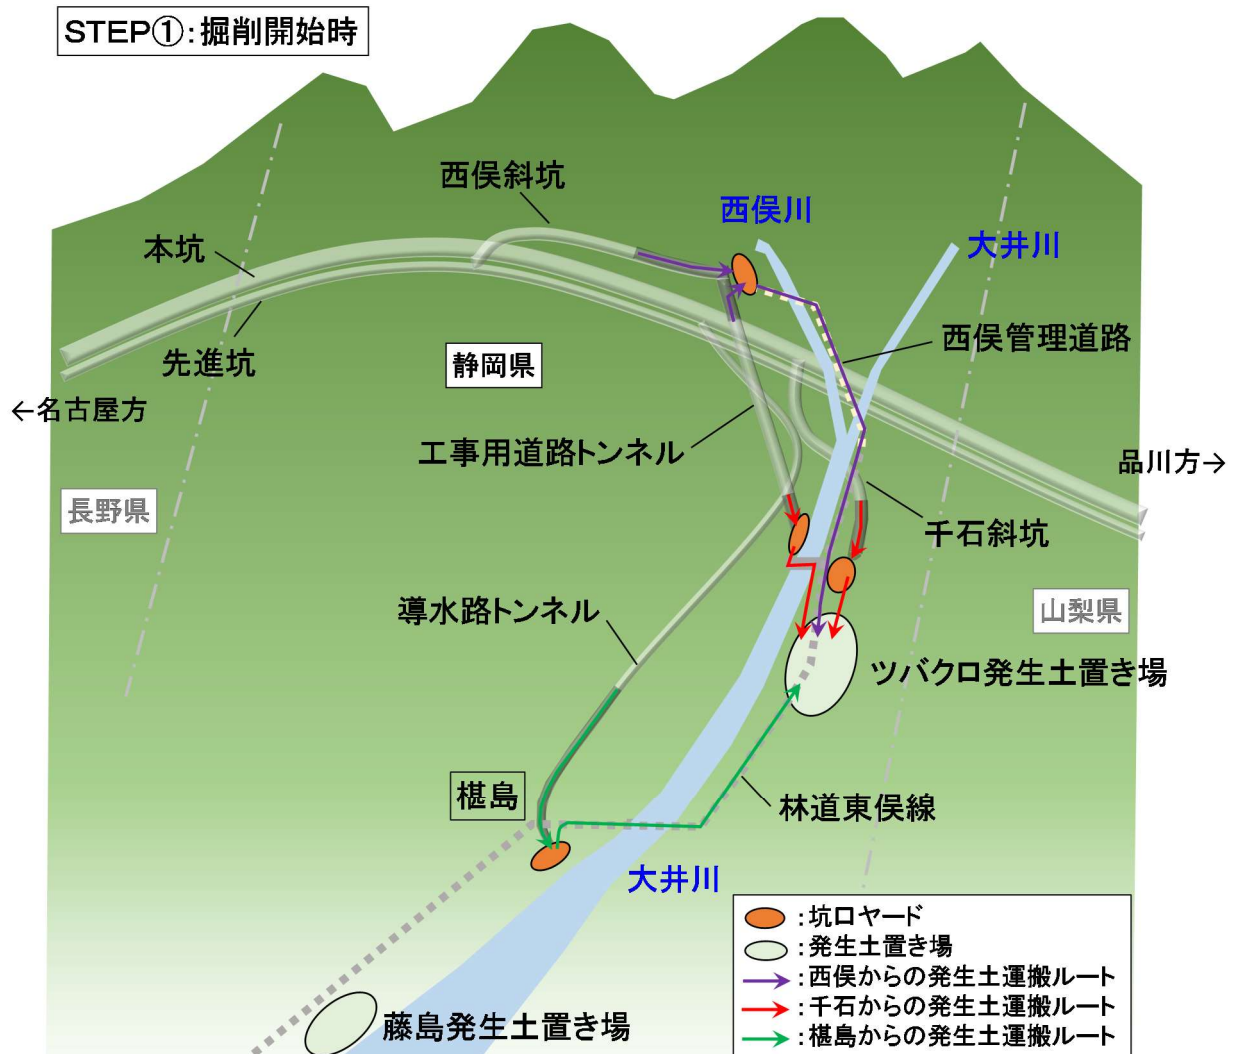 STEP①:掘削開始時
西俣斜坑
西俣川
本坑
大井川
先進坑
静岡県
西俣管理道路
←名古屋方
工事用道路トンネル
品川方→
長野県
千石斜坑
導水路トンネル
山梨県
ツバクロ発生土置き場
椹島
林道東俣線
大井川
藤島発生土置き場
:坑口ヤード
:発生土置き場
:西俣からの発生土運搬ルート
:千石からの発生土運搬ルート
:椹島からの発生土運搬ルート